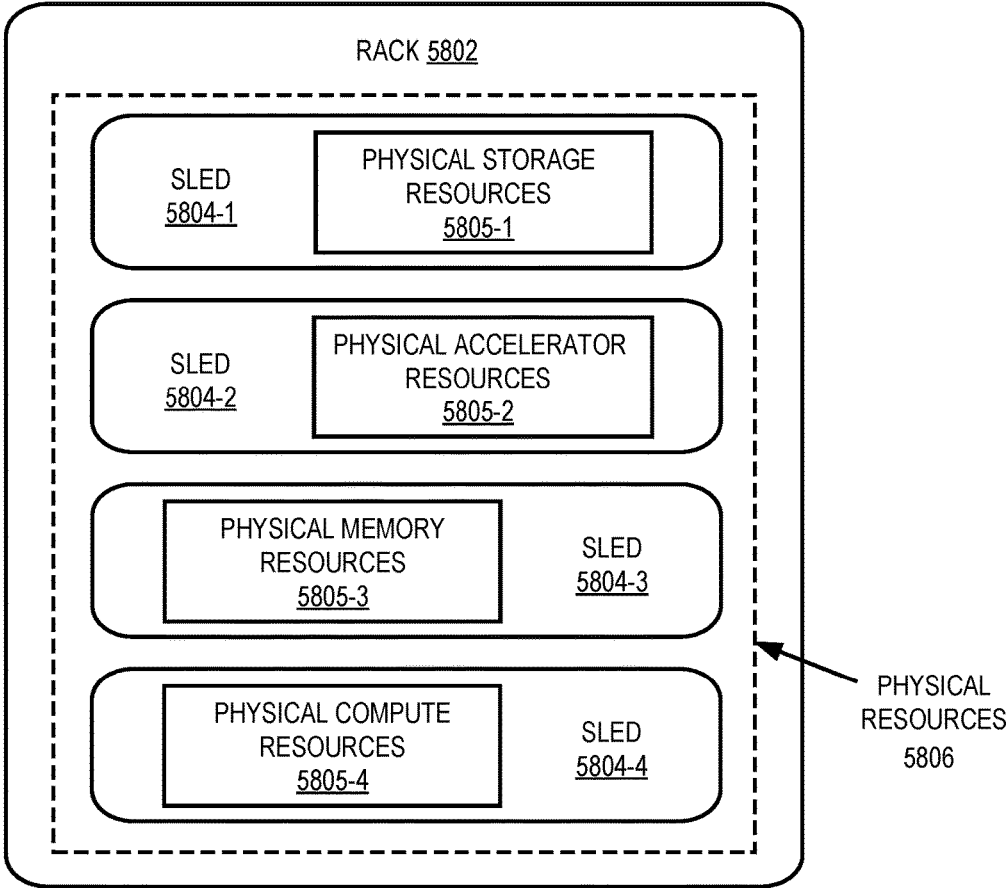 RACK 5802
SLED
5804-1
PHYSICAL STORAGE
RESOURCES
5805-1
SLED
5804-2
PHYSICAL ACCELERATOR
RESOURCES
5805-2
PHYSICAL MEMORY
RESOURCES
5805-3
SLED
5804-3
PHYSICAL COMPUTE
RESOURCES
5805-4
SLED
5804-4
PHYSICAL
RESOURCES
5806